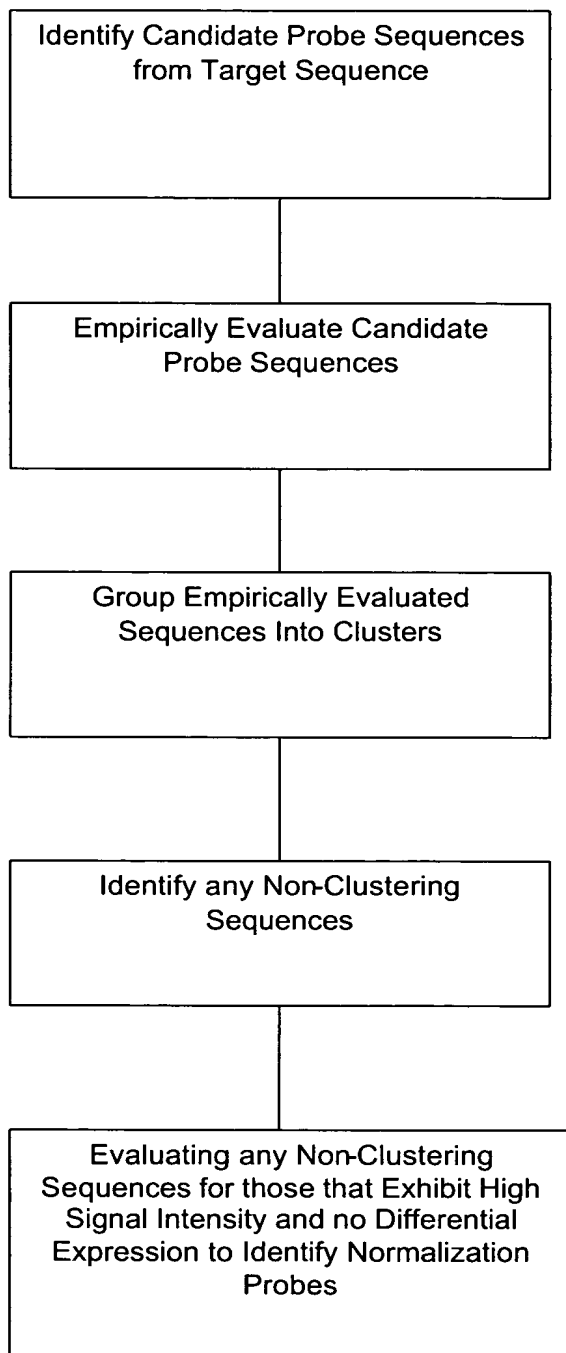 Identify Candidate Probe Sequences
from Target Sequence
Empirically Evaluate Candidate
Probe Sequences
Group Empirically Evaluated
Sequences Into Clusters
Identify any Non-Clustering
Sequences
Evaluating any Non-Clustering
Sequences for those that Exhibit High
Signal Intensity and no Differential
Expression to Identify Normalization
Probes